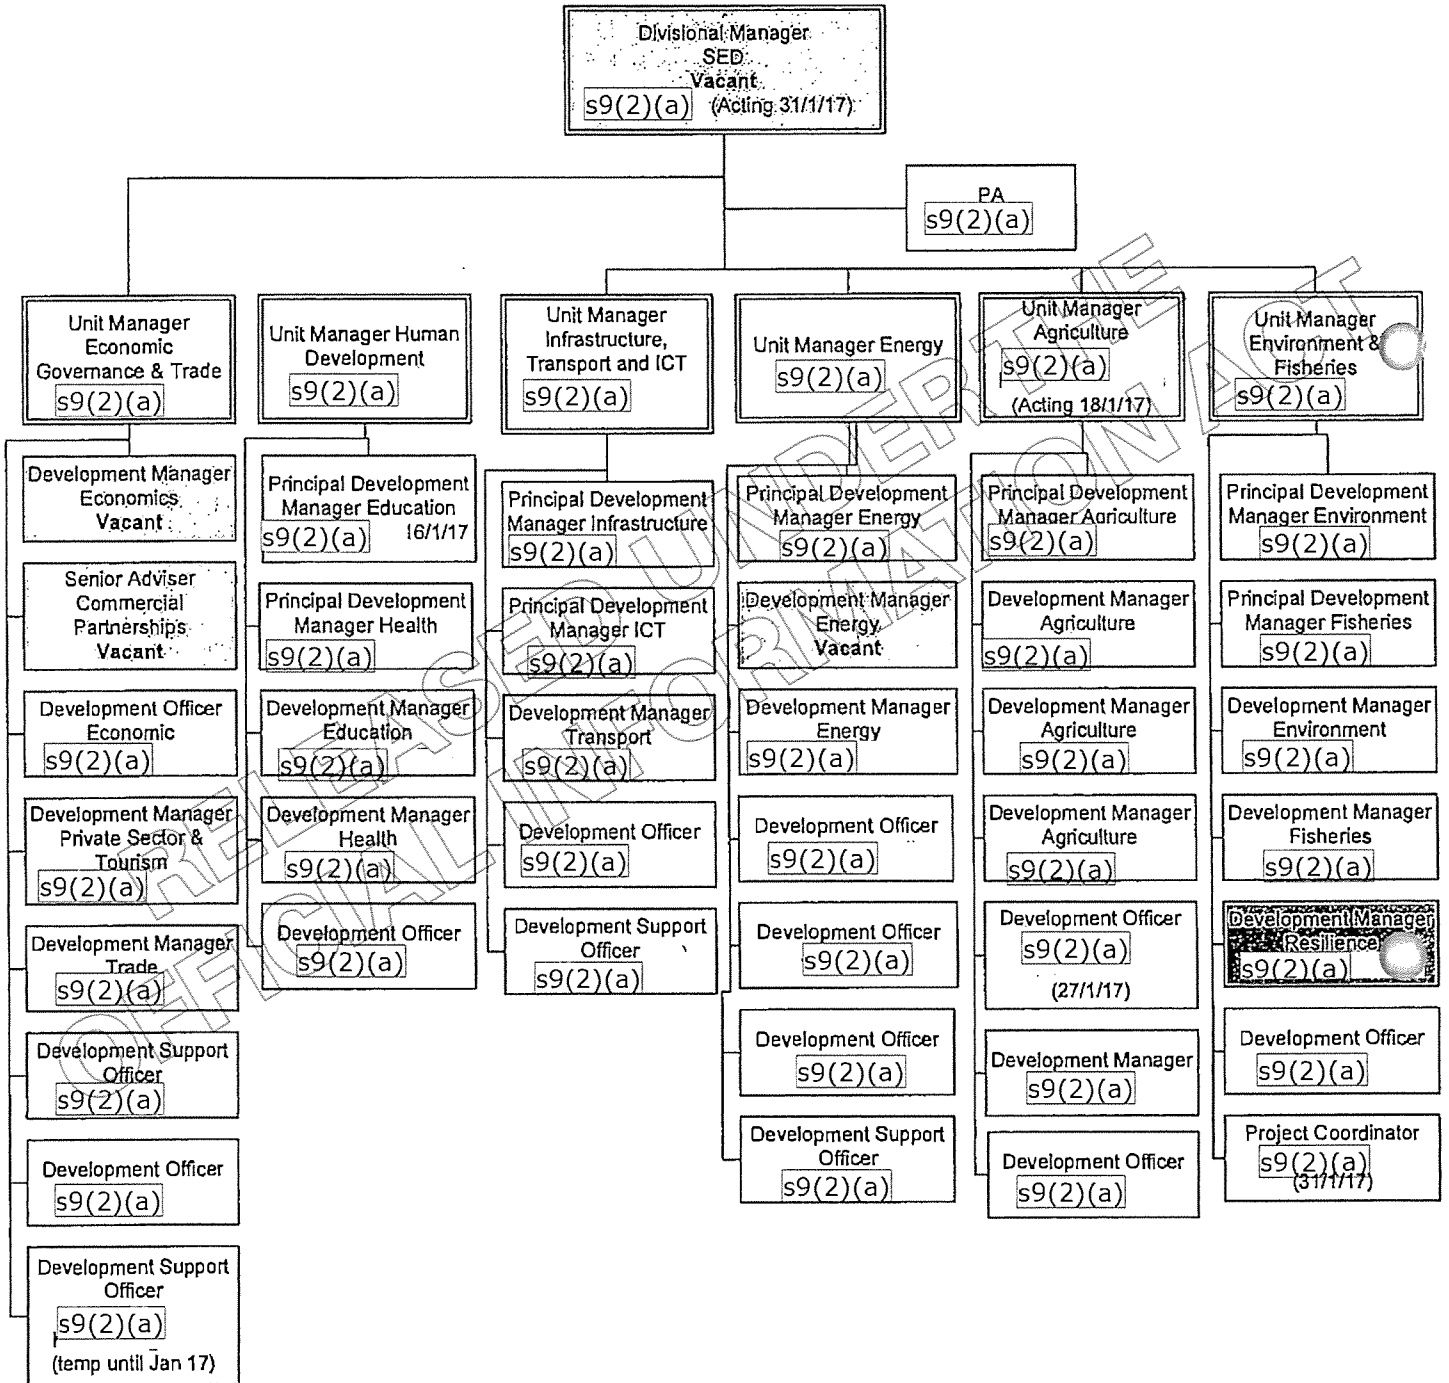 Divisional Manager
SED
Vacant
s9(2)(a) (Acting 31/1/17)
PA
s9(2)(a)
Unit Manager
Economic
Governance & Trade
s9(2)(a)
Development Manager
Economics
Vacant
Senior Adviser
Commercial
Partnerships
Vacant
Development Officer
Economic
s9(2)(a)
Development Manager
Private Sector &
Tourism
s9(2)(a)
Development Manager
Trade
s9(2)(a)
Development Support
Officer
s9(2)(a)
Development Officer
s9(2)(a)
Development Support
Officer
s9(2)(a)
(temp until Jan 17)
Unit Manager Human
Development
s9(2)(a)
Principal Development
Manager Education
s9(2)(a) 16/1/17
Principal Development
Manager Health
s9(2)(a)
Development Manager
Education
s9(2)(a)
Development Manager
Health
s9(2)(a)
Development Officer
s9(2)(a)
Unit Manager
Infrastructure,
Transport and ICT
s9(2)(a)
Principal Development
Manager Infrastructure
s9(2)(a)
Principal Development
Manager ICT
s9(2)(a)
Development Manager
Transport
s9(2)(a)
Development Officer
s9(2)(a)
Development Support
Officer
s9(2)(a)
Unit Manager Energy
s9(2)(a)
Principal Development
Manager Energy
s9(2)(a)
Development Manager
Energy
Vacant
Development Manager
Energy
s9(2)(a)
Development Officer
s9(2)(a)
Development Officer
s9(2)(a)
Development Officer
s9(2)(a)
Development Support
Officer
s9(2)(a)
Unit Manager
Agriculture
s9(2)(a)
(Acting 18/1/17)
Principal Development
Manager Agriculture
s9(2)(a)
Development Manager
Agriculture
s9(2)(a)
Development Manager
Agriculture
s9(2)(a)
Development Manager
Agriculture
s9(2)(a)
Development Officer
s9(2)(a)
(27/1/17)
Development Manager
s9(2)(a)
Development Officer
s9(2)(a)
Unit Manager
Environment &
Fisheries
s9(2)(a)
Principal Development
Manager Environment
s9(2)(a)
Principal Development
Manager Fisheries
s9(2)(a)
Development Manager
Environment
s9(2)(a)
Development Manager
Fisheries
s9(2)(a)
Development Manager
Resilience
s9(2)(a)
Development Officer
s9(2)(a)
Project Coordinator
s9(2)(a)
(31/1/17)
RELEASED UNDER THE
OFFICIAL INFORMATION ACT